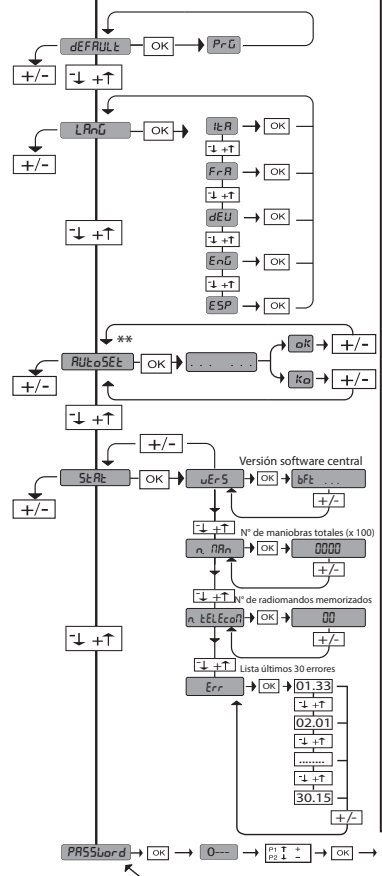 dEFAULt OK PrG
+/- -↓ +↑
LAnG OK ItA OK
+/- -↓ +↑
FrA OK
-↓ +↑
-↓ +↑ dEU OK
-↓ +↑
EnG OK
-↓ +↑
ESP OK
**
AUtoSEt OK .... .... oK +/-
+/- Ko +/-
-↓ +↑
+/-
Versión software central
StAt OK vErS OK bFt ...
+/- +/-
-↓ +↑ N° de maniobras totales (x 100)
n. MAn OK 0000
+/-
-↓ +↑ N° de radiomandos memorizados
n. tELEcoM OK 00
-↓ +↑ +/-
-↓ +↑ Lista últimos 30 errores
Err OK 01.33
-↓ +↑
02.01
-↓ +↑
........
-↓ +↑
30.15
+/-
PASSword OK 0--- P1 ↑ + OK
P2 ↓ -